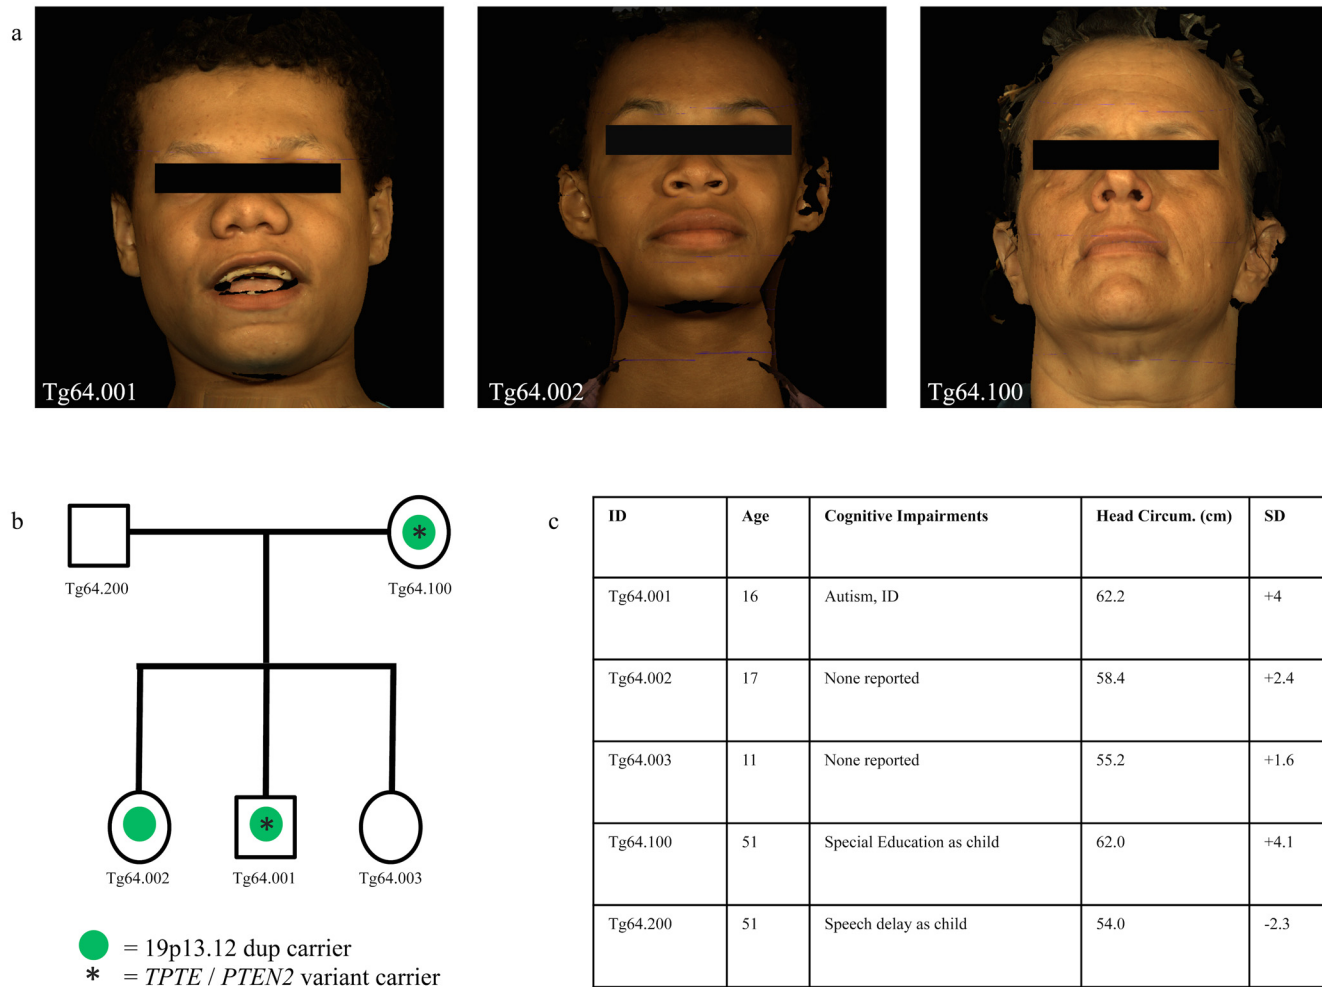 a
Tg64.001
Tg64.002
Tg64.100
b
Tg64.200
Tg64.100
*
Tg64.002
Tg64.001
Tg64.003
*
= 19p13.12 dup carrier
* = TPTE / PTEN2 variant carrier
c
ID Age Cognitive Impairments Head Circum. (cm) SD
Tg64.001 16 Autism, ID 62.2 +4
Tg64.002 17 None reported 58.4 +2.4
Tg64.003 11 None reported 55.2 +1.6
Tg64.100 51 Special Education as child 62.0 +4.1
Tg64.200 51 Speech delay as child 54.0 -2.3